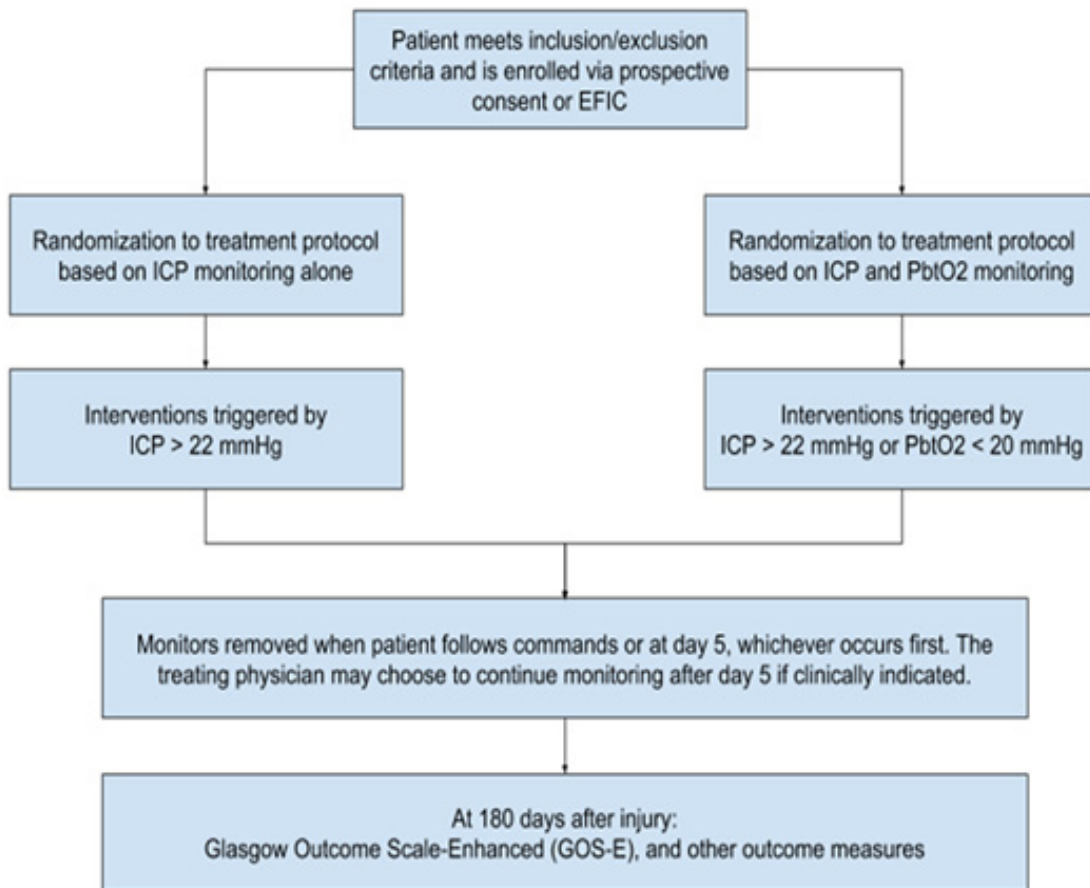 Patient meets inclusion/exclusion
criteria and is enrolled via prospective
consent or EFIC
Randomization to treatment protocol
based on ICP monitoring alone
Randomization to treatment protocol
based on ICP and PbtO2 monitoring
Interventions triggered by
ICP > 22 mmHg
Interventions triggered by
ICP > 22 mmHg or PbtO2 < 20 mmHg
Monitors removed when patient follows commands or at day 5, whichever occurs first. The
treating physician may choose to continue monitoring after day 5 if clinically indicated.
At 180 days after injury:
Glasgow Outcome Scale-Enhanced (GOS-E), and other outcome measures